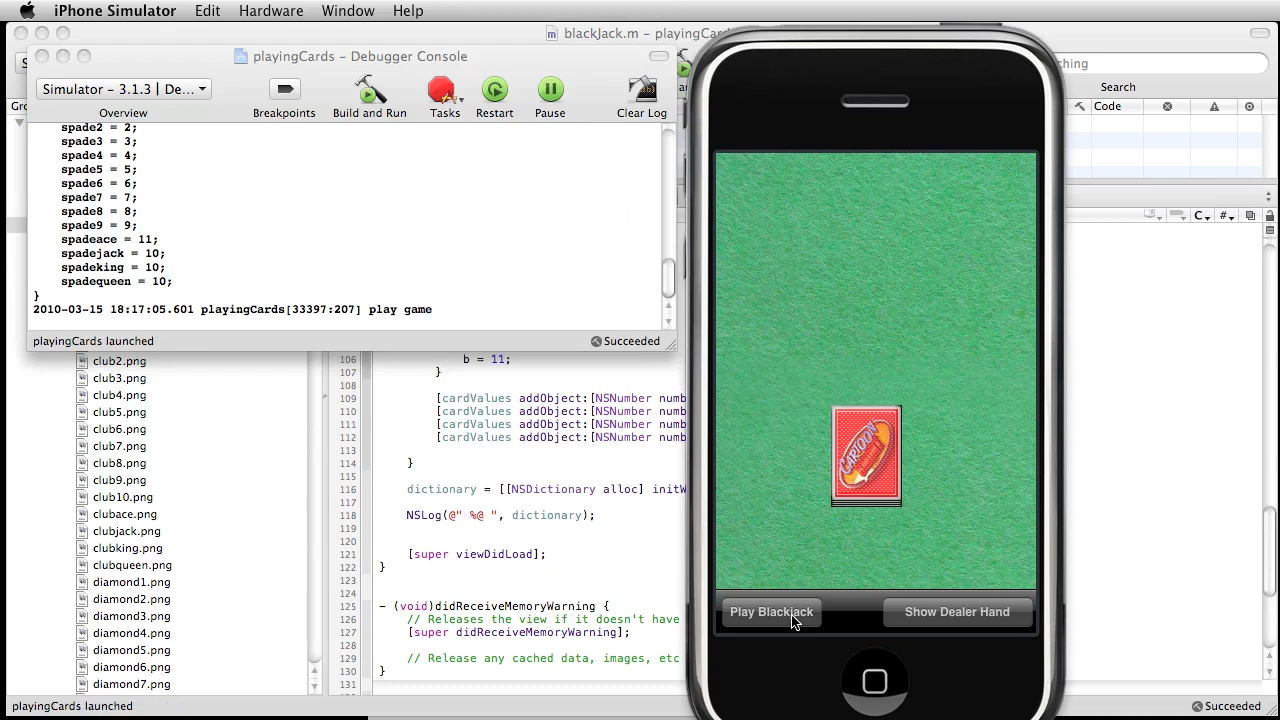 iPhone Simulator Edit Hardware Window Help
blackJack.m - playingCard
playingCards - Debugger Console
ching
Simulator - 3.1.3 | De...
Search
Overview Breakpoints Build and Run Tasks Restart Pause Clear Log
Code
spade2 = 2;
spade3 = 3;
spade4 = 4;
spade5 = 5;
spade6 = 6;
spade7 = 7;
spade8 = 8;
spade9 = 9;
spadeace = 11;
spadejack = 10;
spadeking = 10;
spadequeen = 10;
}
2010-03-15 18:17:05.601 playingCards[33397:207] play game
playingCards launched Succeeded
club2.png
club3.png
club4.png
club5.png
club6.png
club7.png
club8.png
club9.png
club10.png
clubace.png
clubjack.png
clubking.png
clubqueen.png
diamond1.png
diamond2.png
diamond3.png
diamond4.png
diamond5.png
diamond6.png
diamond7.png
106 b = 11;
107 }
108
109 [cardValues addObject:[NSNumber numb
110 [cardValues addObject:[NSNumber numb
111 [cardValues addObject:[NSNumber numb
112 [cardValues addObject:[NSNumber numb
113
114 }
115
116 dictionary = [[NSDictionary alloc] initW
117
118 NSLog(@" %@ ", dictionary);
119
120
121 [super viewDidLoad];
122 }
123
124
125 - (void)didReceiveMemoryWarning {
126 // Releases the view if it doesn't have
127 [super didReceiveMemoryWarning];
128
129 // Release any cached data, images, etc
130 }
131
CARTOON
Play Blackjack Show Dealer Hand
playingCards launched Succeeded